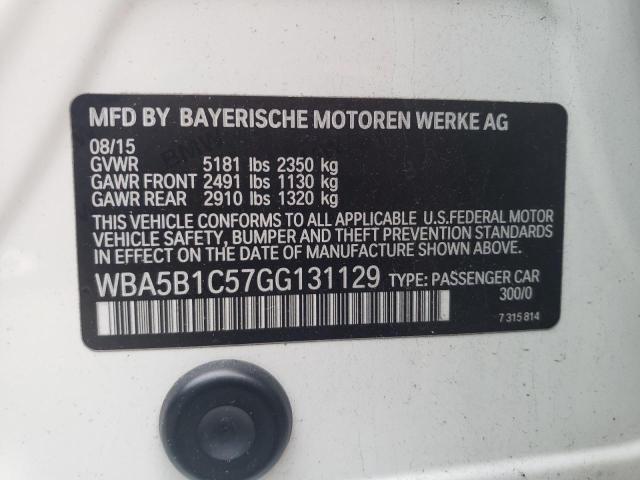 MFD BY BAYERISCHE MOTOREN WERKE AG
08/15
GVWR 5181 lbs 2350 kg
GAWR FRONT 2491 lbs 1130 kg
GAWR REAR 2910 lbs 1320 kg
THIS VEHICLE CONFORMS TO ALL APPLICABLE U.S.FEDERAL MOTOR
VEHICLE SAFETY, BUMPER AND THEFT PREVENTION STANDARDS
IN EFFECT ON THE DATE OF MANUFACTURE SHOWN ABOVE.
WBA5B1C57GG131129 TYPE: PASSENGER CAR
300/0
7 315 814